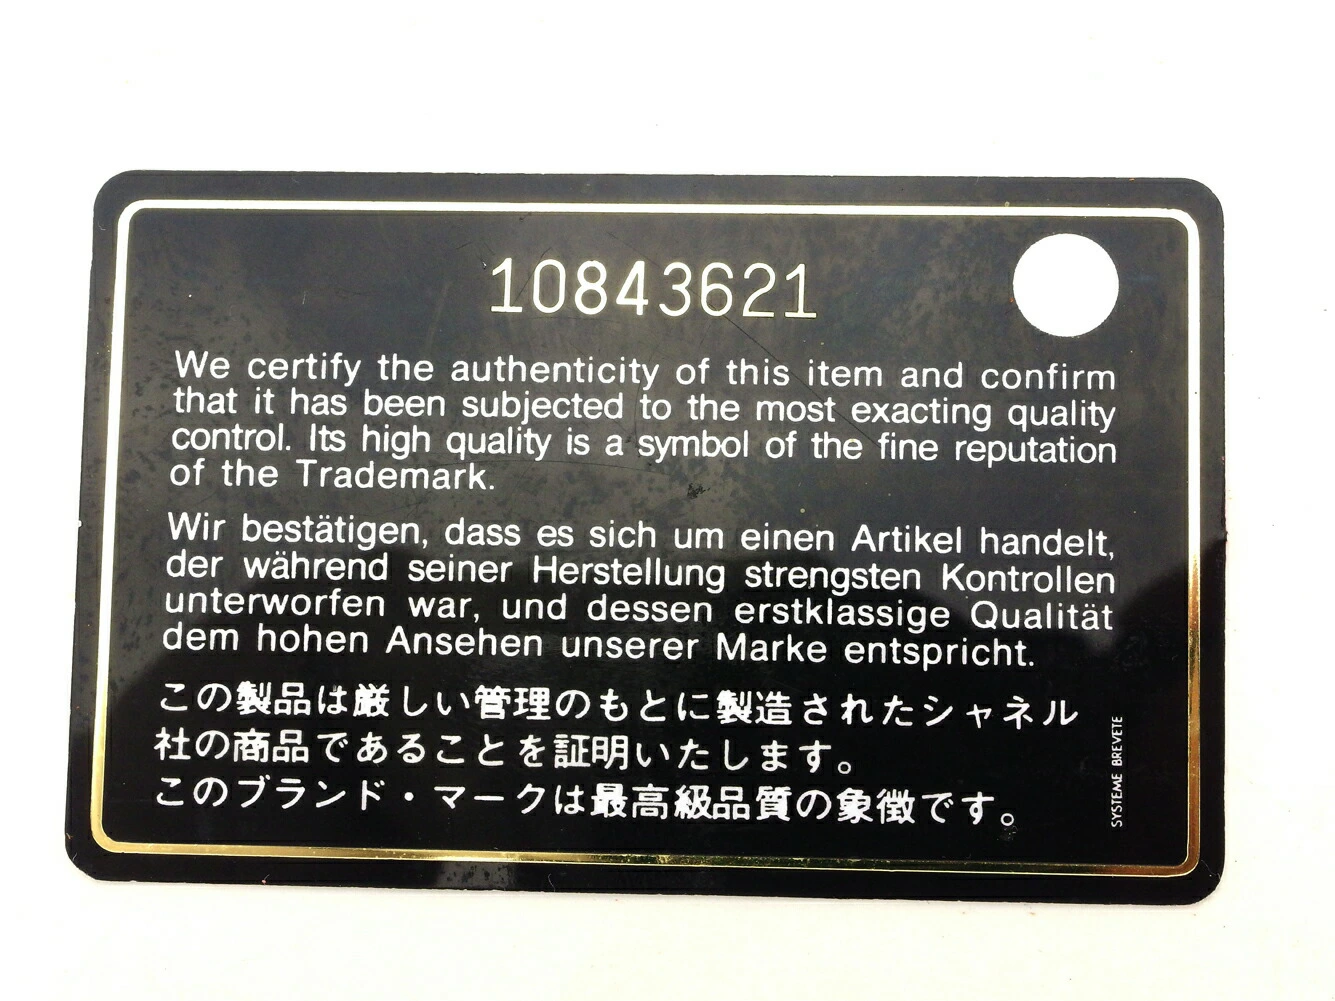 10843621
We certify the authenticity of this item and confirm
that it has been subjected to the most exacting quality
control. Its high quality is a symbol of the fine reputation
of the Trademark.
Wir bestätigen, dass es sich um einen Artikel handelt,
der während seiner Herstellung strengsten Kontrollen
unterworfen war, und dessen erstklassige Qualität
dem hohen Ansehen unserer Marke entspricht.
この製品は厳しい管理のもとに製造されたシャネル
社の商品であることを証明いたします。
このブランド・マークは最高級品質の象徴です。
SYSTEME BREVETE